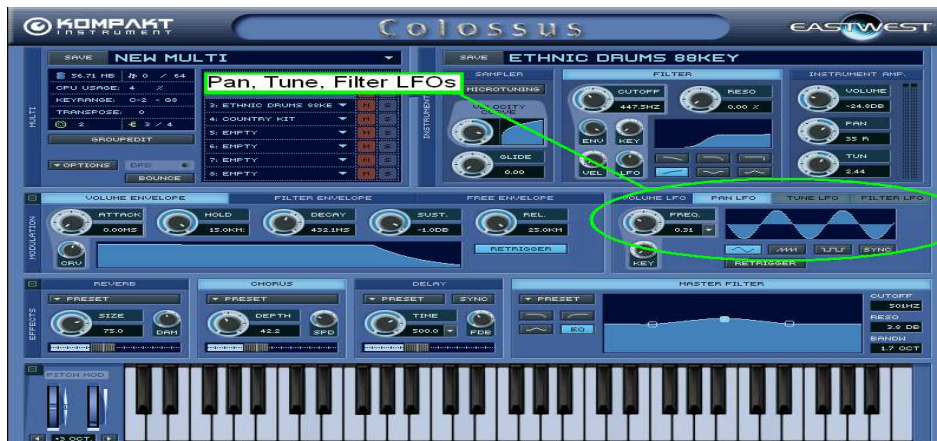 KOMPAKT
INSTRUMENT
Colossus
EASTWEST
SAVE NEW MULTI
56.71 MB 0 / 64
CPU USAGE: 4 %
KEYRANGE: C-2 - G8
TRANSPOSE: 0
2 2 / 4
GROUPEDIT
OPTIONS DFD
BOUNCE
MULTI
Pan, Tune, Filter LFOs
3: ETHNIC DRUMS 88KE M S
4: COUNTRY KIT M S
5: EMPTY M S
6: EMPTY M S
7: EMPTY M S
8: EMPTY M S
INSTRUMENT
SAVE ETHNIC DRUMS 88KEY
SAMPLER
MICROTUNING
VELOCITY
CURVE
GLIDE
0.00
FILTER
CUTOFF
447.5HZ
RESO
0.00 %
ENV KEY
VEL LFO
INSTRUMENT AMP.
VOLUME
-24.8DB
PAN
35 R
TUN
2.44
MODULATION
VOLUME ENVELOPE FILTER ENVELOPE FREE ENVELOPE
ATTACK
0.00MS
HOLD
15.0KM:
DECAY
432.1MS
SUST.
-1.0DB
REL.
25.0KM
CRV
RETRIGGER
VOLUME LFO PAN LFO TUNE LFO FILTER LFO
FREQ.
0.31
KEY
SYNC
RETRIGGER
EFFECTS
REVERB
PRESET
SIZE
75.0
DAM
CHORUS
PRESET
DEPTH
42.2
SPD
DELAY
PRESET SYNC
TIME
500.0
FDB
MASTER FILTER
PRESET
EQ
CUTOFF
501HZ
RESO
3.8 DB
BANDW
1.7 OCT
PITCH MOD
+3 OCT.